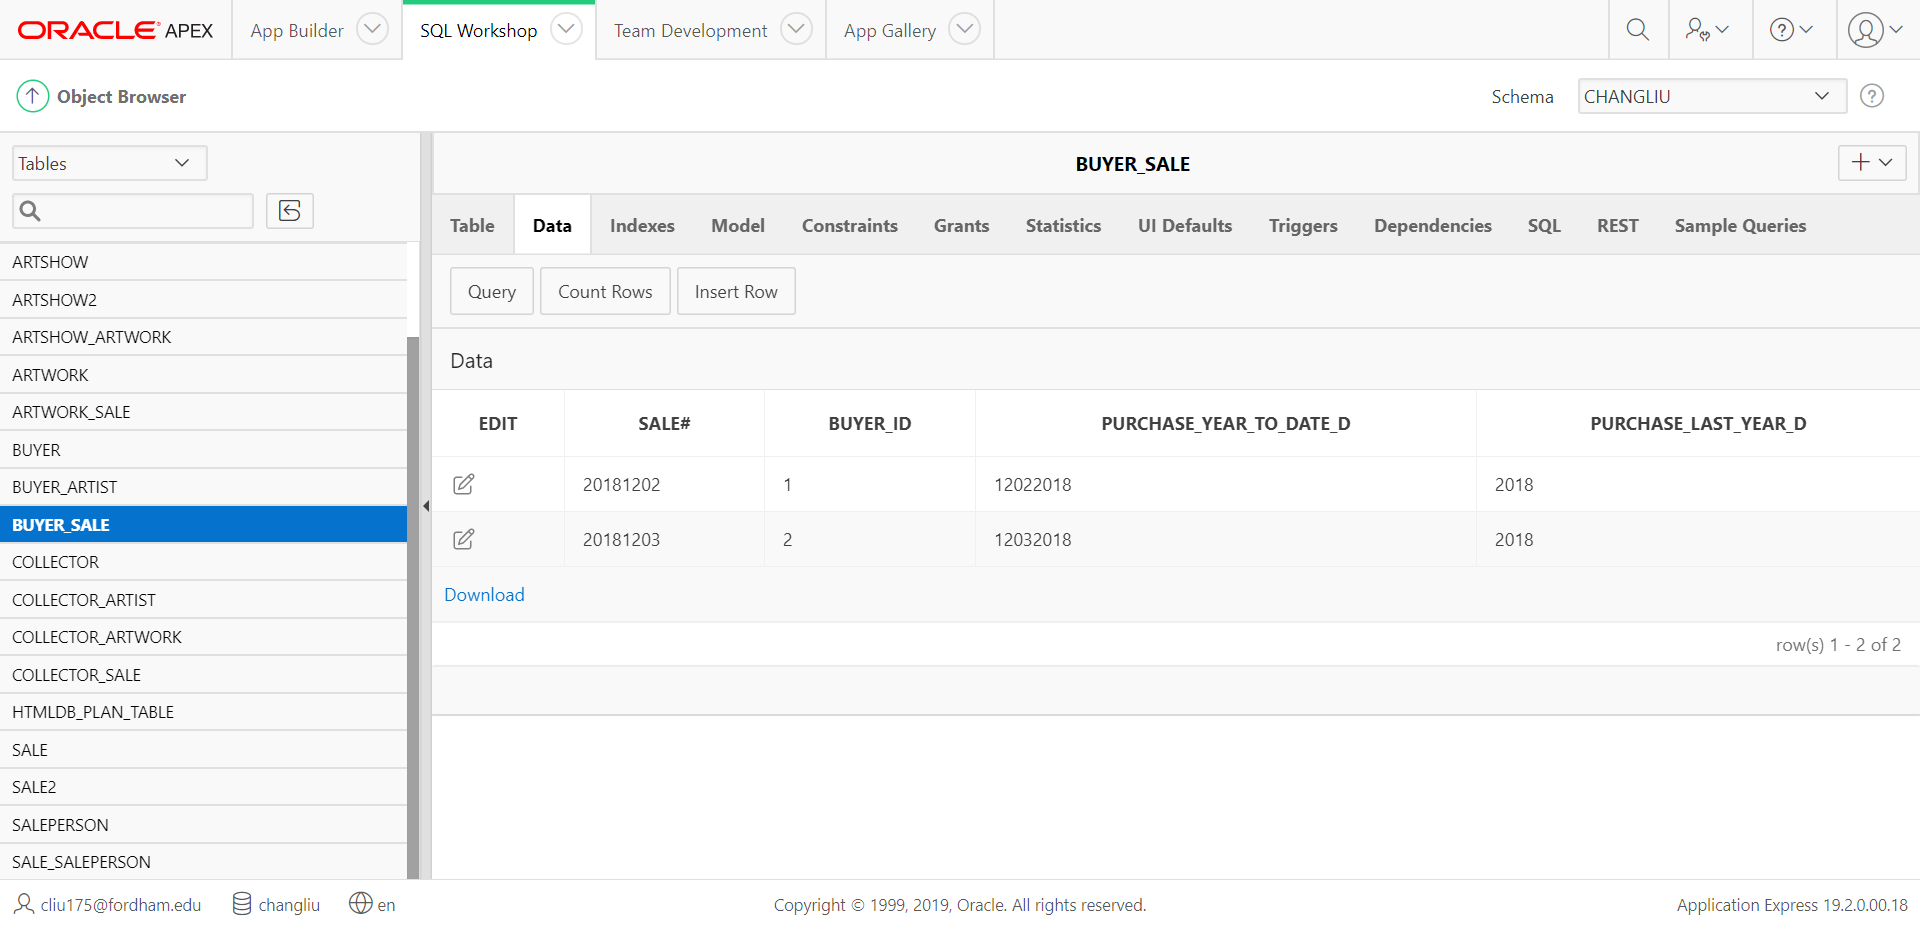 ORACLE® APEX App Builder SQL Workshop Team Development App Gallery
Object Browser Schema CHANGLIU
Tables
BUYER_SALE
Table Data Indexes Model Constraints Grants Statistics UI Defaults Triggers Dependencies SQL REST Sample Queries
Query Count Rows Insert Row
Data
EDIT SALE# BUYER_ID PURCHASE_YEAR_TO_DATE_D PURCHASE_LAST_YEAR_D
20181202 1 12022018 2018
20181203 2 12032018 2018
Download
row(s) 1 - 2 of 2
ARTSHOW
ARTSHOW2
ARTSHOW_ARTWORK
ARTWORK
ARTWORK_SALE
BUYER
BUYER_ARTIST
BUYER_SALE
COLLECTOR
COLLECTOR_ARTIST
COLLECTOR_ARTWORK
COLLECTOR_SALE
HTMLDB_PLAN_TABLE
SALE
SALE2
SALEPERSON
SALE_SALEPERSON
cliu175@fordham.edu changliu en Copyright © 1999, 2019, Oracle. All rights reserved. Application Express 19.2.0.00.18